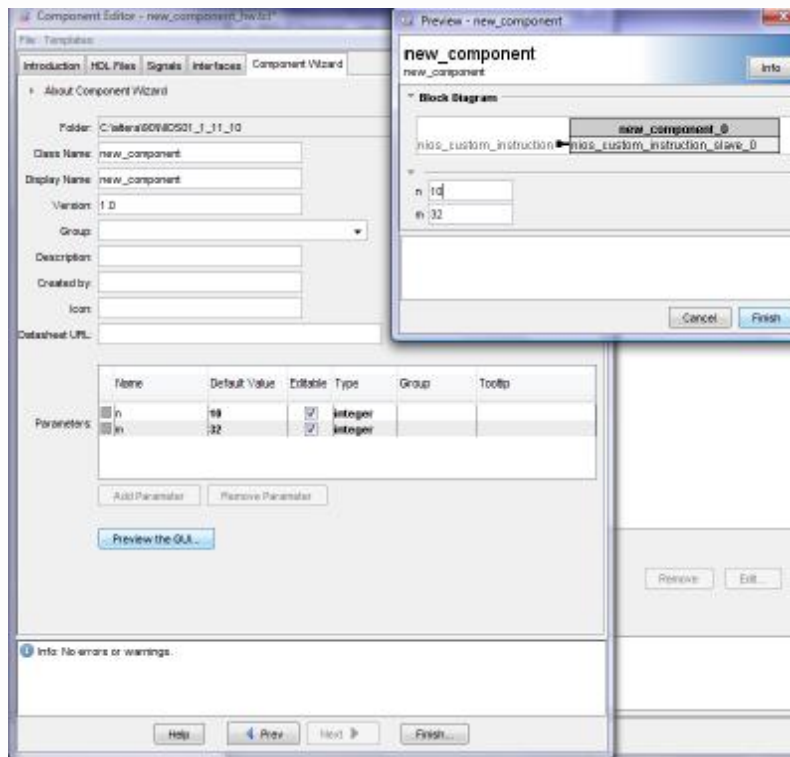 Component Editor - new_component_hw.tcl*
File Templates
Introduction HDL Files Signals Interfaces Component Wizard
About Component Wizard
Folder: C:\altera\90\NIOS01_1_11_10
Class Name: new_component
Display Name: new_component
Version: 1.0
Group:
Description:
Created by:
Icon:
Datasheet URL:
Parameters:
Name Default Value Editable Type Group Tooltip
n 10 integer
m 32 integer
Add Parameter Remove Parameter
Preview the GUI...
Info: No errors or warnings.
Help Prev Next Finish...
Preview - new_component
new_component
new_component
Info
Block Diagram
new_component_0
nios_custom_instruction nios_custom_instruction_slave_0
n 10
m 32
Cancel Finish
Remove Edit...